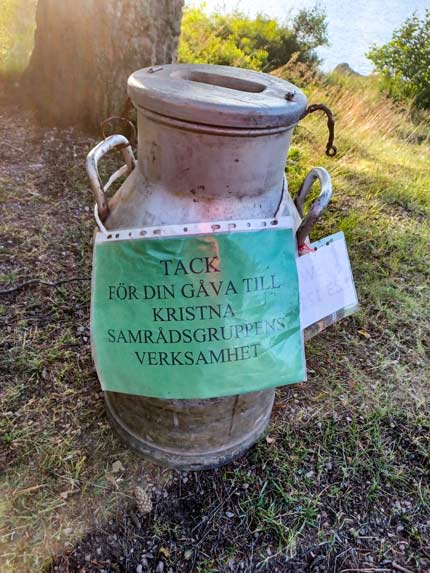 TACK
FÖR DIN GÅVA TILL
KRISTNA
SAMRÅDSGRUPPENS
VERKSAMHET